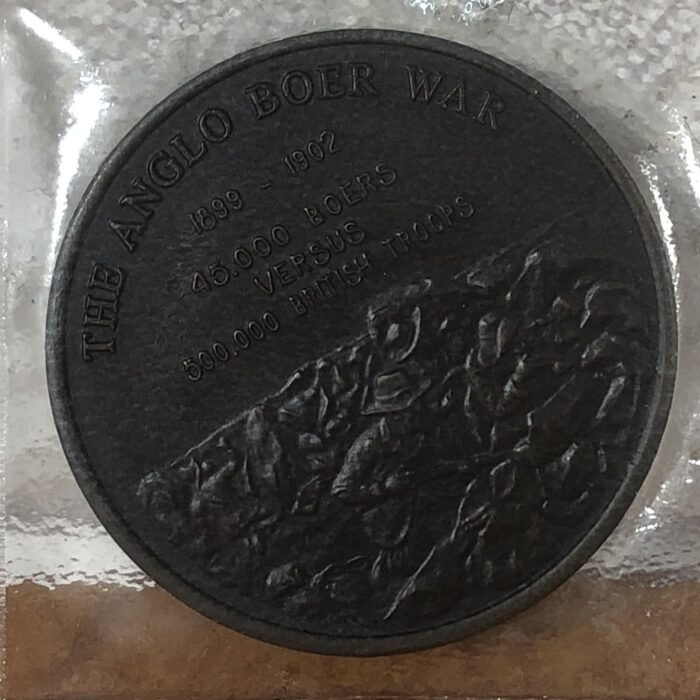 THE ANGLO BOER WAR
1899 - 1902
45.000 BOERS
VERSUS
500.000 BRITISH TROOPS